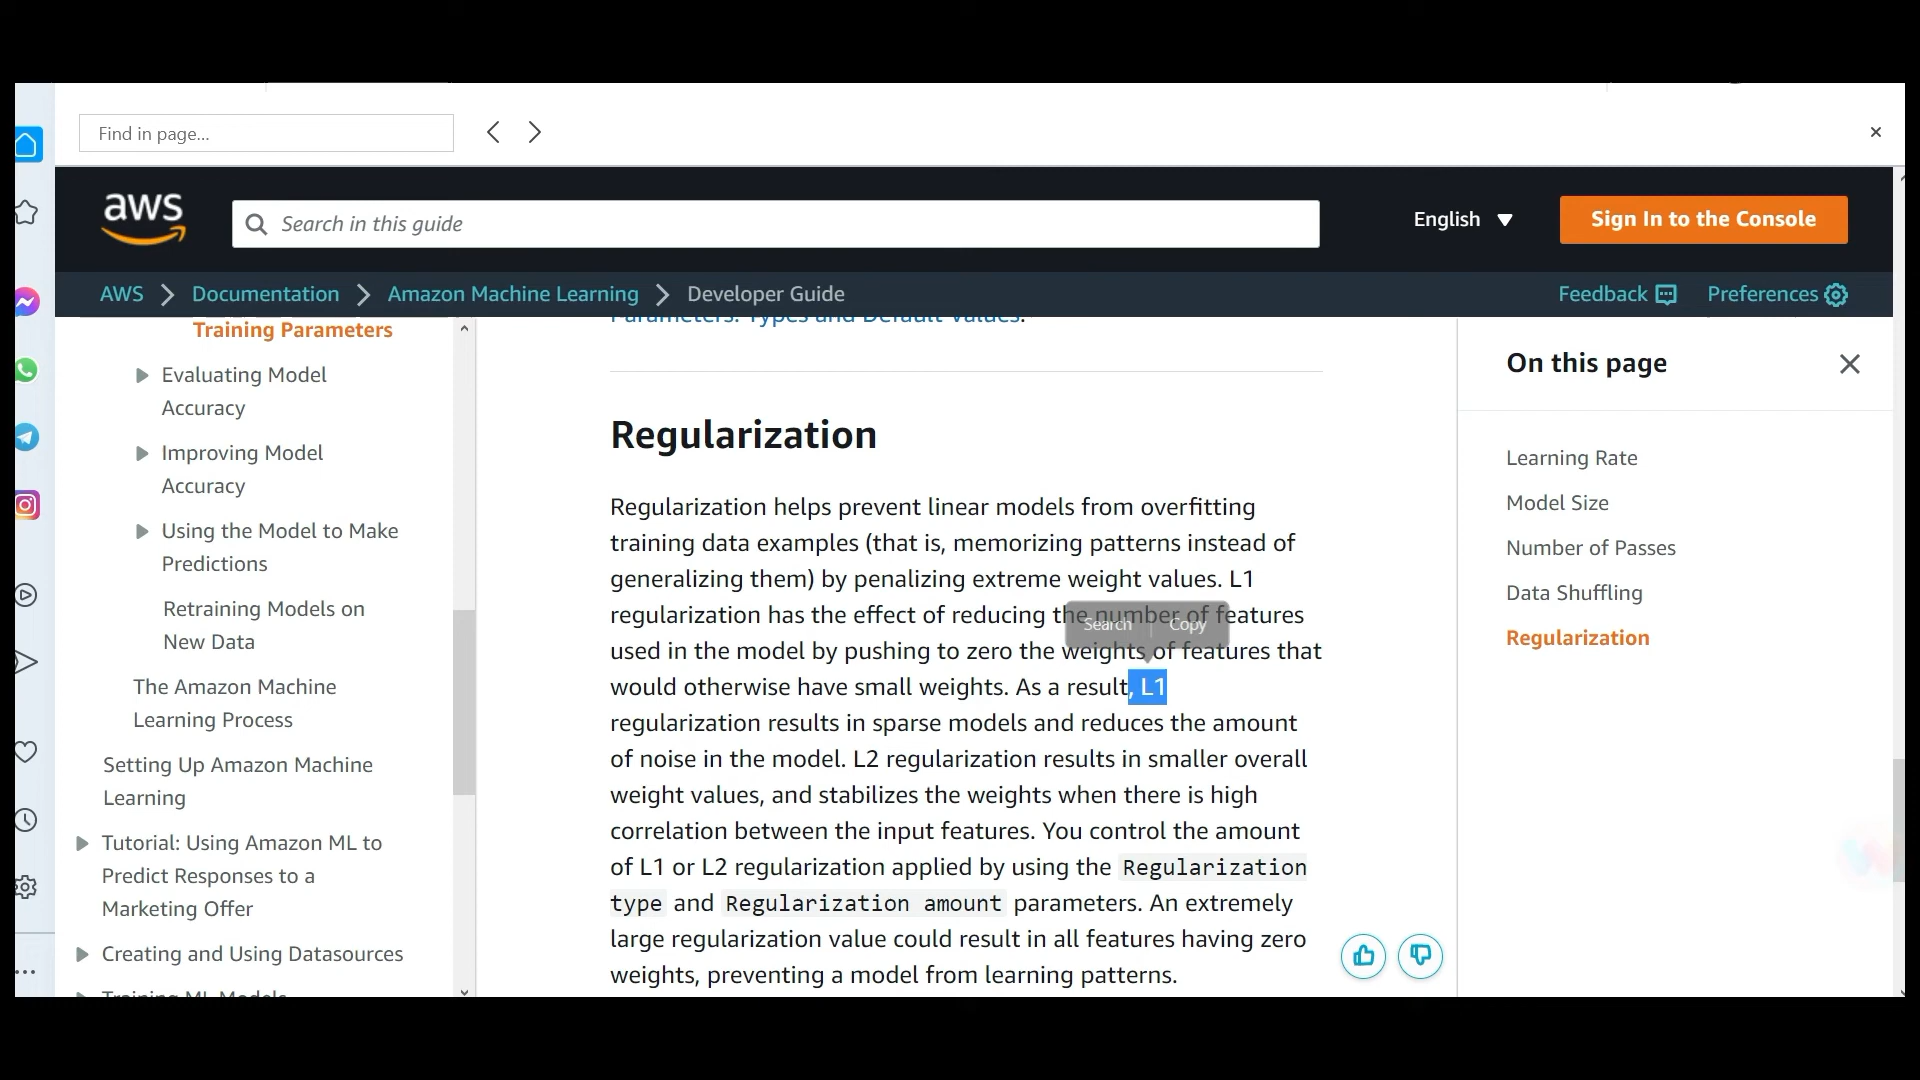 Find in page...
aws
Search in this guide
English
Sign In to the Console
AWS
Documentation
Amazon Machine Learning
Developer Guide
Feedback
Preferences
Training Parameters
Evaluating Model
Accuracy
Improving Model
Accuracy
Using the Model to Make
Predictions
Retraining Models on
New Data
The Amazon Machine
Learning Process
Setting Up Amazon Machine
Learning
Tutorial: Using Amazon ML to
Predict Responses to a
Marketing Offer
Creating and Using Datasources
Training ML Models
Parameters: Types and Default Values.
Regularization
Regularization helps prevent linear models from overfitting
training data examples (that is, memorizing patterns instead of
generalizing them) by penalizing extreme weight values. L1
regularization has the effect of reducing the number of features
Search
Copy
used in the model by pushing to zero the weights of features that
would otherwise have small weights. As a result, L1
regularization results in sparse models and reduces the amount
of noise in the model. L2 regularization results in smaller overall
weight values, and stabilizes the weights when there is high
correlation between the input features. You control the amount
of L1 or L2 regularization applied by using the Regularization
type and Regularization amount parameters. An extremely
large regularization value could result in all features having zero
weights, preventing a model from learning patterns.
On this page
Learning Rate
Model Size
Number of Passes
Data Shuffling
Regularization